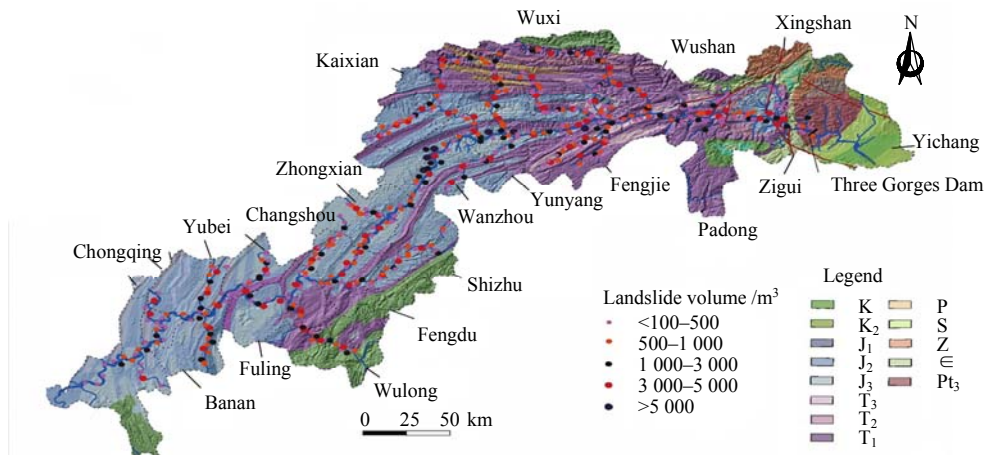 Wuxi
Xingshan
N
Wushan
Kaixian
Yichang
Zhongxian
Fengjie
Zigui
Three Gorges Dam
Yunyang
Changshou
Wanzhou
Yubei
Padong
Chongqing
Shizhu
Legend
Landslide volume /m³
K
P
<100–500
K₂
S
Fengdu
500–1 000
J₁
Z
1 000–3 000
J₂
∈
Fuling
3 000–5 000
J₃
Pt₃
Wulong
>5 000
T₃
Banan
T₂
0 25 50 km
T₁